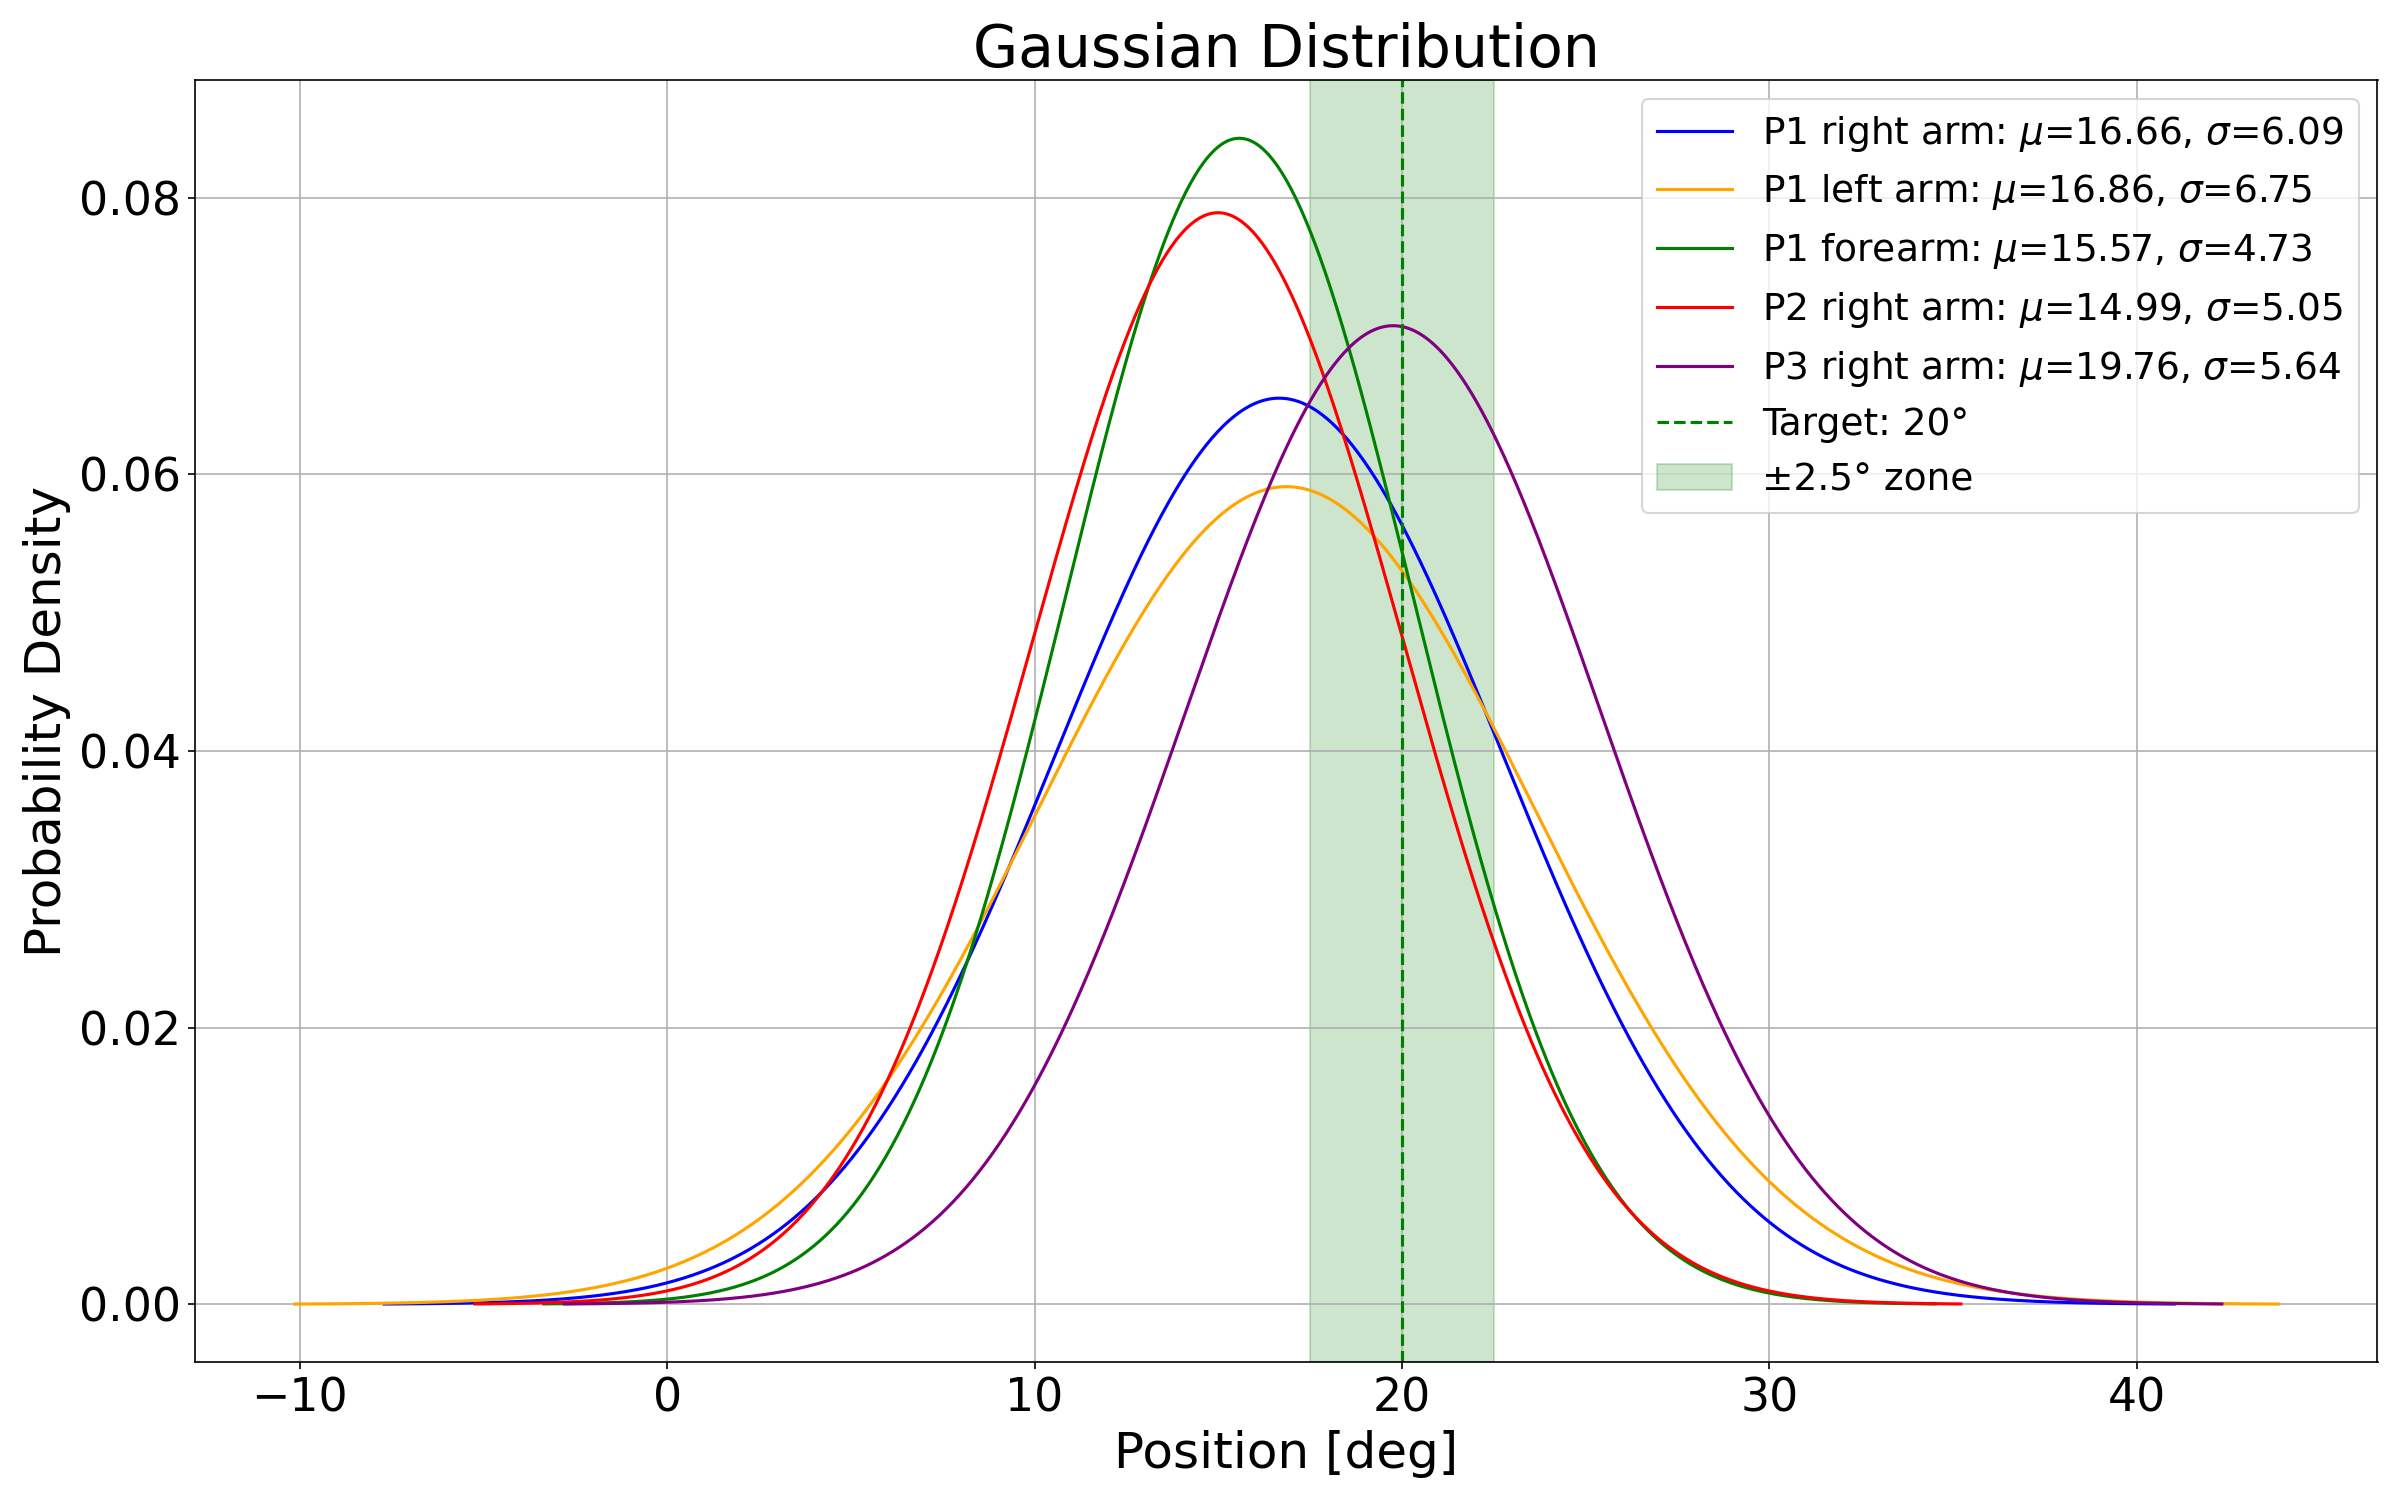 Gaussian Distribution
Probability Density
0.08
0.06
0.04
0.02
0.00
P1 right arm: μ=16.66, σ=6.09
P1 left arm: μ=16.86, σ=6.75
P1 forearm: μ=15.57, σ=4.73
P2 right arm: μ=14.99, σ=5.05
P3 right arm: μ=19.76, σ=5.64
Target: 20°
±2.5° zone
−10 0 10 20 30 40
Position [deg]